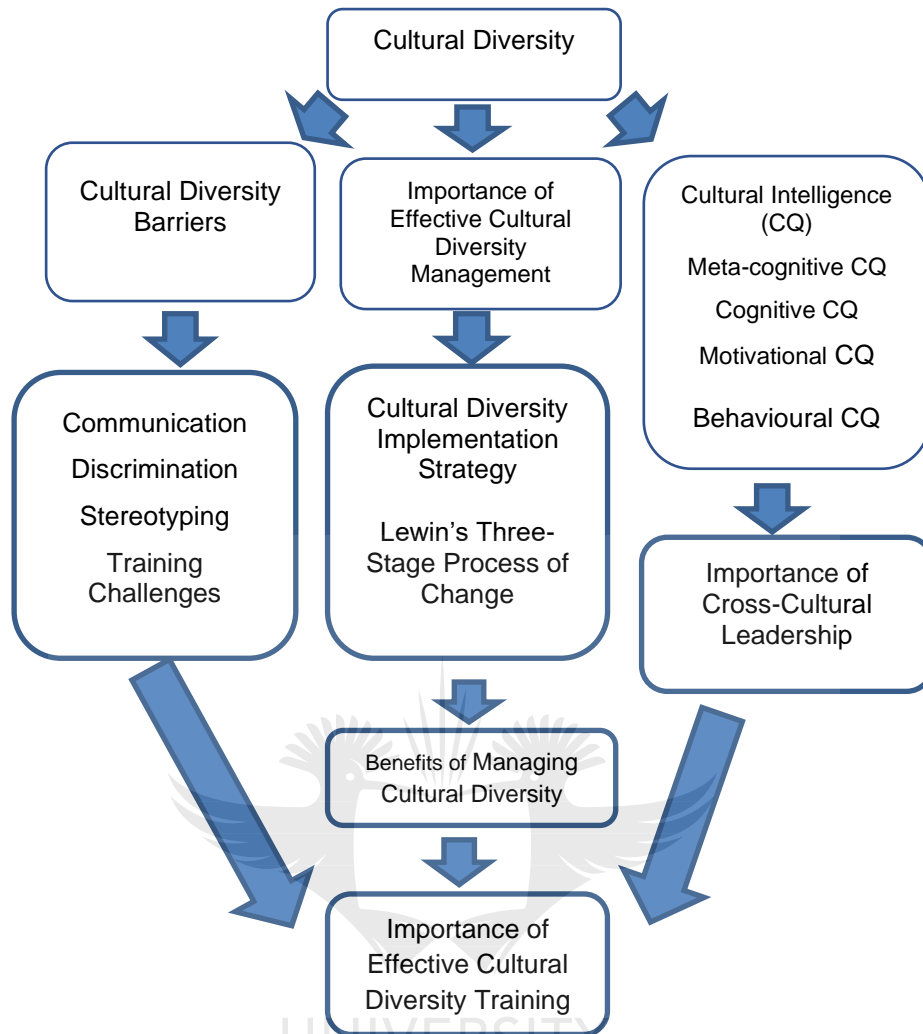 Cultural Diversity
Cultural Diversity
Barriers
Importance of
Effective Cultural
Diversity
Management
Cultural Intelligence
(CQ)
Meta-cognitive CQ
Cognitive CQ
Motivational CQ
Behavioural CQ
Communication
Discrimination
Stereotyping
Training
Challenges
Cultural Diversity
Implementation
Strategy
Lewin’s Three-
Stage Process of
Change
Importance of
Cross-Cultural
Leadership
Benefits of Managing
Cultural Diversity
Importance of
Effective Cultural
Diversity Training
UNIVERSITY